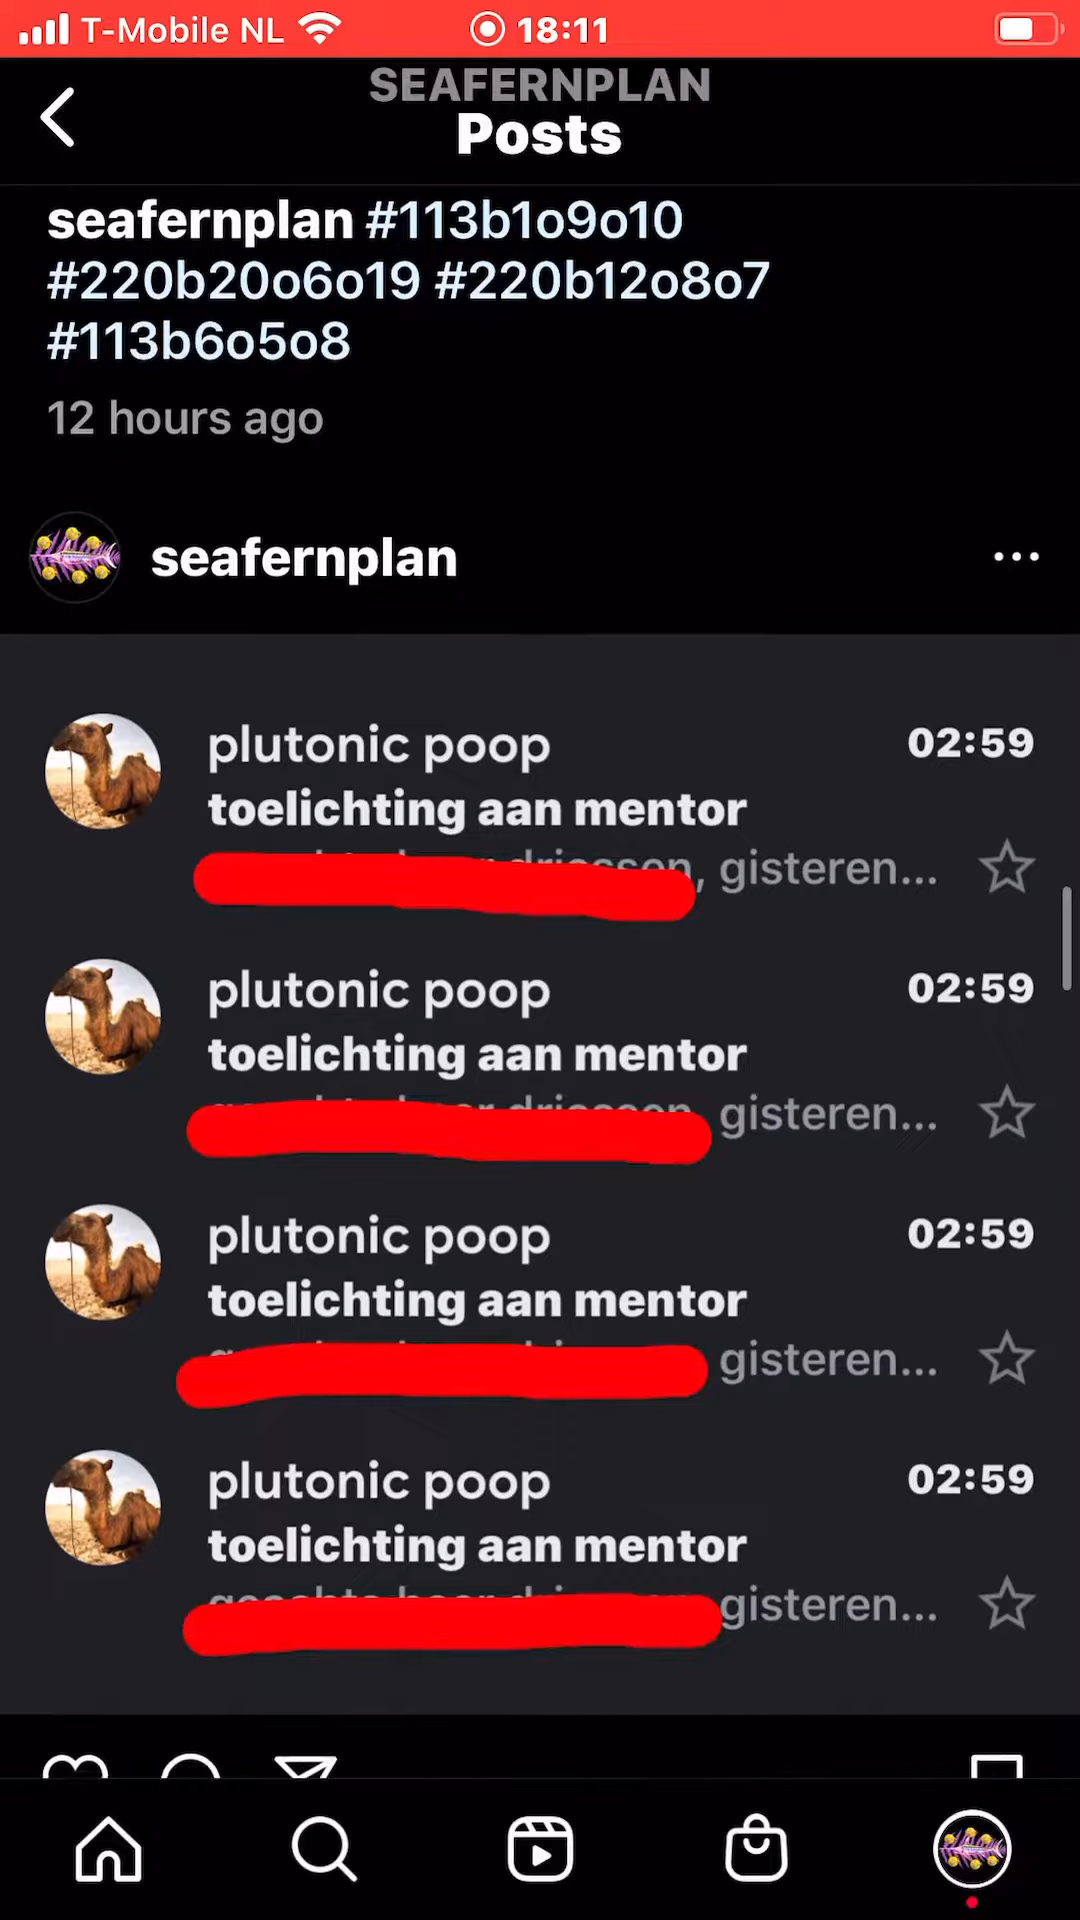 T-Mobile NL 18:11
SEAFERNPLAN
Posts
seafernplan #113b1o9o10
#220b20o6o19 #220b12o8o7
#113b6o5o8
12 hours ago
seafernplan
plutonic poop 02:59
toelichting aan mentor
, gisteren...
plutonic poop 02:59
toelichting aan mentor
gisteren...
plutonic poop 02:59
toelichting aan mentor
gisteren...
plutonic poop 02:59
toelichting aan mentor
gisteren...